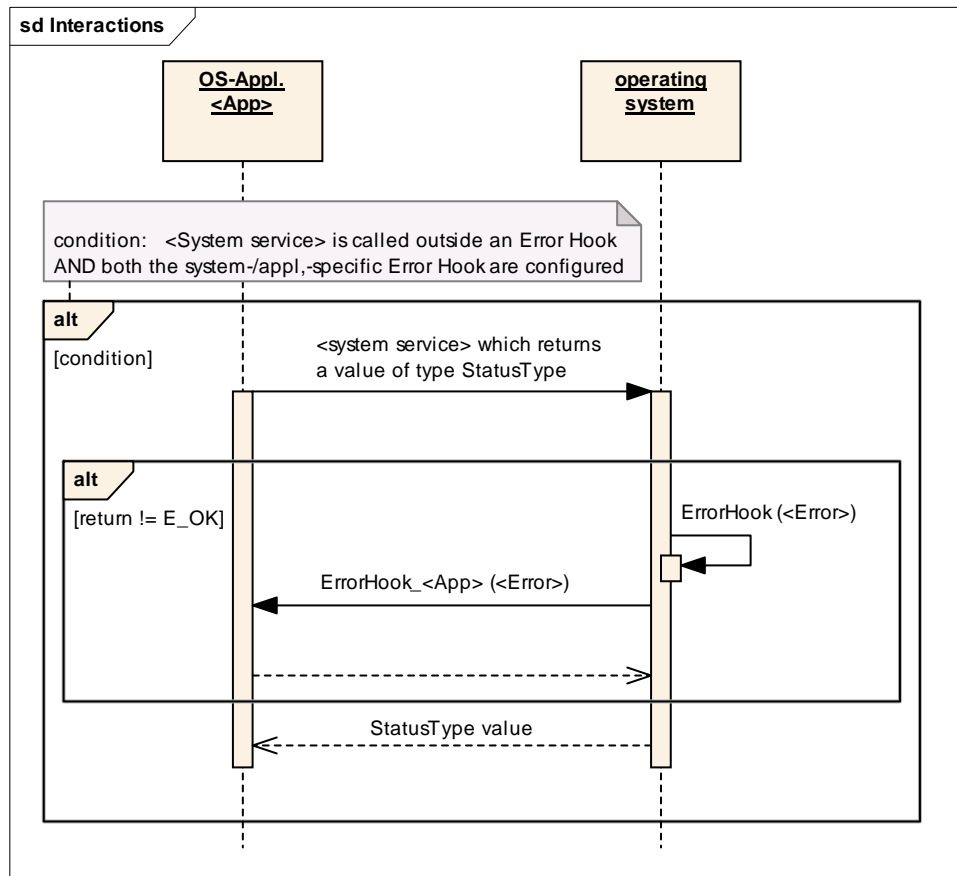 sd Interactions
OS-Appl.
<App>
operating
system
condition: <System service> is called outside an Error Hook
AND both the system-/appl,-specific Error Hook are configured
alt
[condition]
<system service> which returns
a value of type StatusType
alt
[return != E_OK]
ErrorHook (<Error>)
ErrorHook_<App> (<Error>)
StatusType value